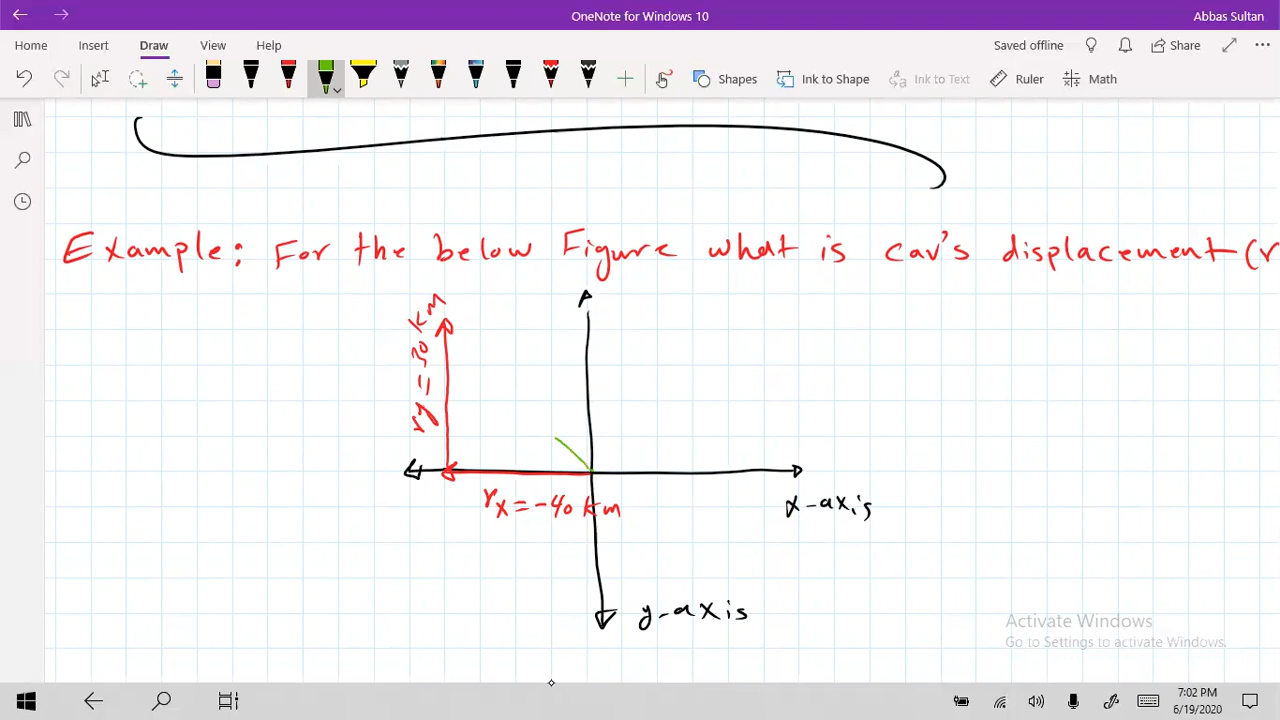 OneNote for Windows 10
Abbas Sultan
Home Insert Draw View Help
Saved offline
Share
Shapes
Ink to Shape
Ink to Text
Ruler
Math
Example: For the below Figure what is car's displacement (r
ry = 30 KM
rx = -40 km
x-axis
y-axis
Activate Windows
Go to Settings to activate Windows.
7:02 PM
6/19/2020